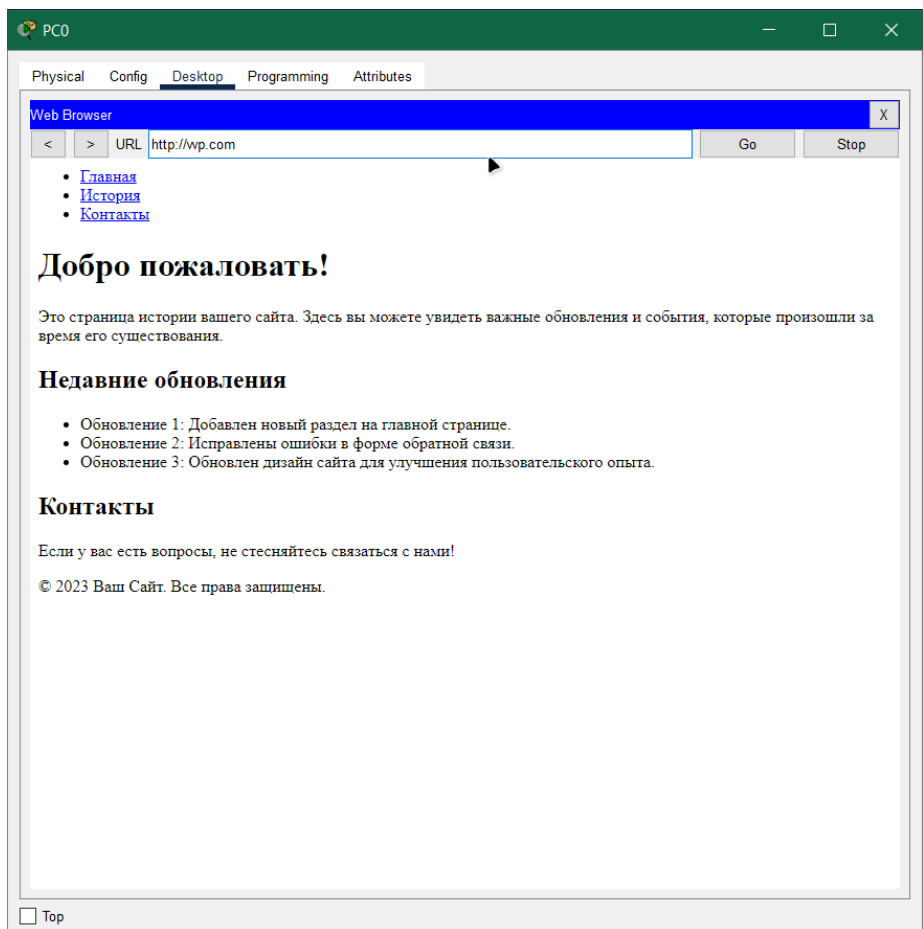 PC0
Physical Config Desktop Programming Attributes
Web Browser X
< > URL http://vvp.com Go Stop
Главная
История
Контакты
Добро пожаловать!
Это страница истории вашего сайта. Здесь вы можете увидеть важные обновления и события, которые произошли за
время его существования.
Недавние обновления
Обновление 1: Добавлен новый раздел на главной странице.
Обновление 2: Исправлены ошибки в форме обратной связи.
Обновление 3: Обновлен дизайн сайта для улучшения пользовательского опыта.
Контакты
Если у вас есть вопросы, не стесняйтесь связаться с нами!
© 2023 Ваш Сайт. Все права защищены.
Top